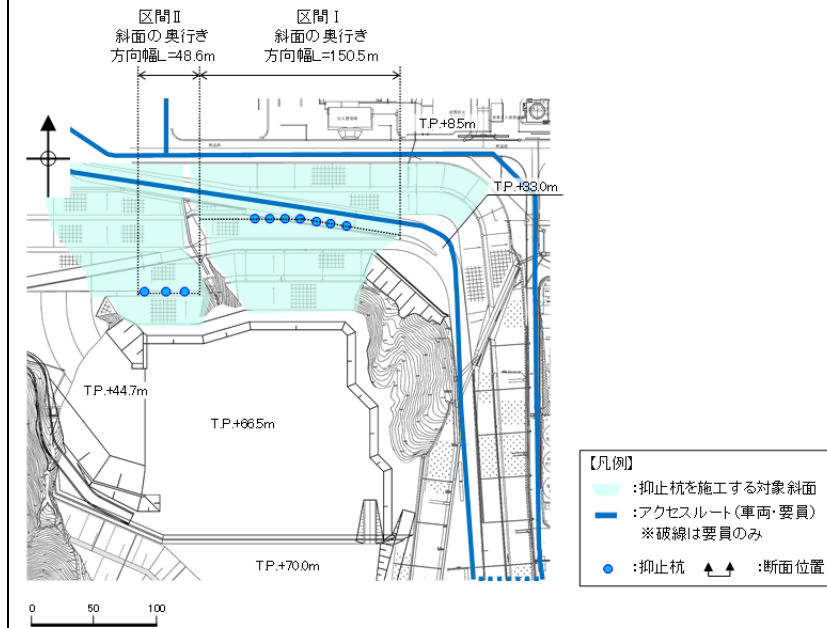 区間Ⅱ
斜面の奥行き
方向幅L=48.6m
区間Ⅰ
斜面の奥行き
方向幅L=150.5m
T.P.+8.5m
T.P.+33.0m
T.P.+44.7m
T.P.+66.5m
T.P.+70.0m
【凡例】
:抑止杭を施工する対象斜面
:アクセスルート(車両・要員)
※破線は要員のみ
:抑止杭
:断面位置
0 50 100